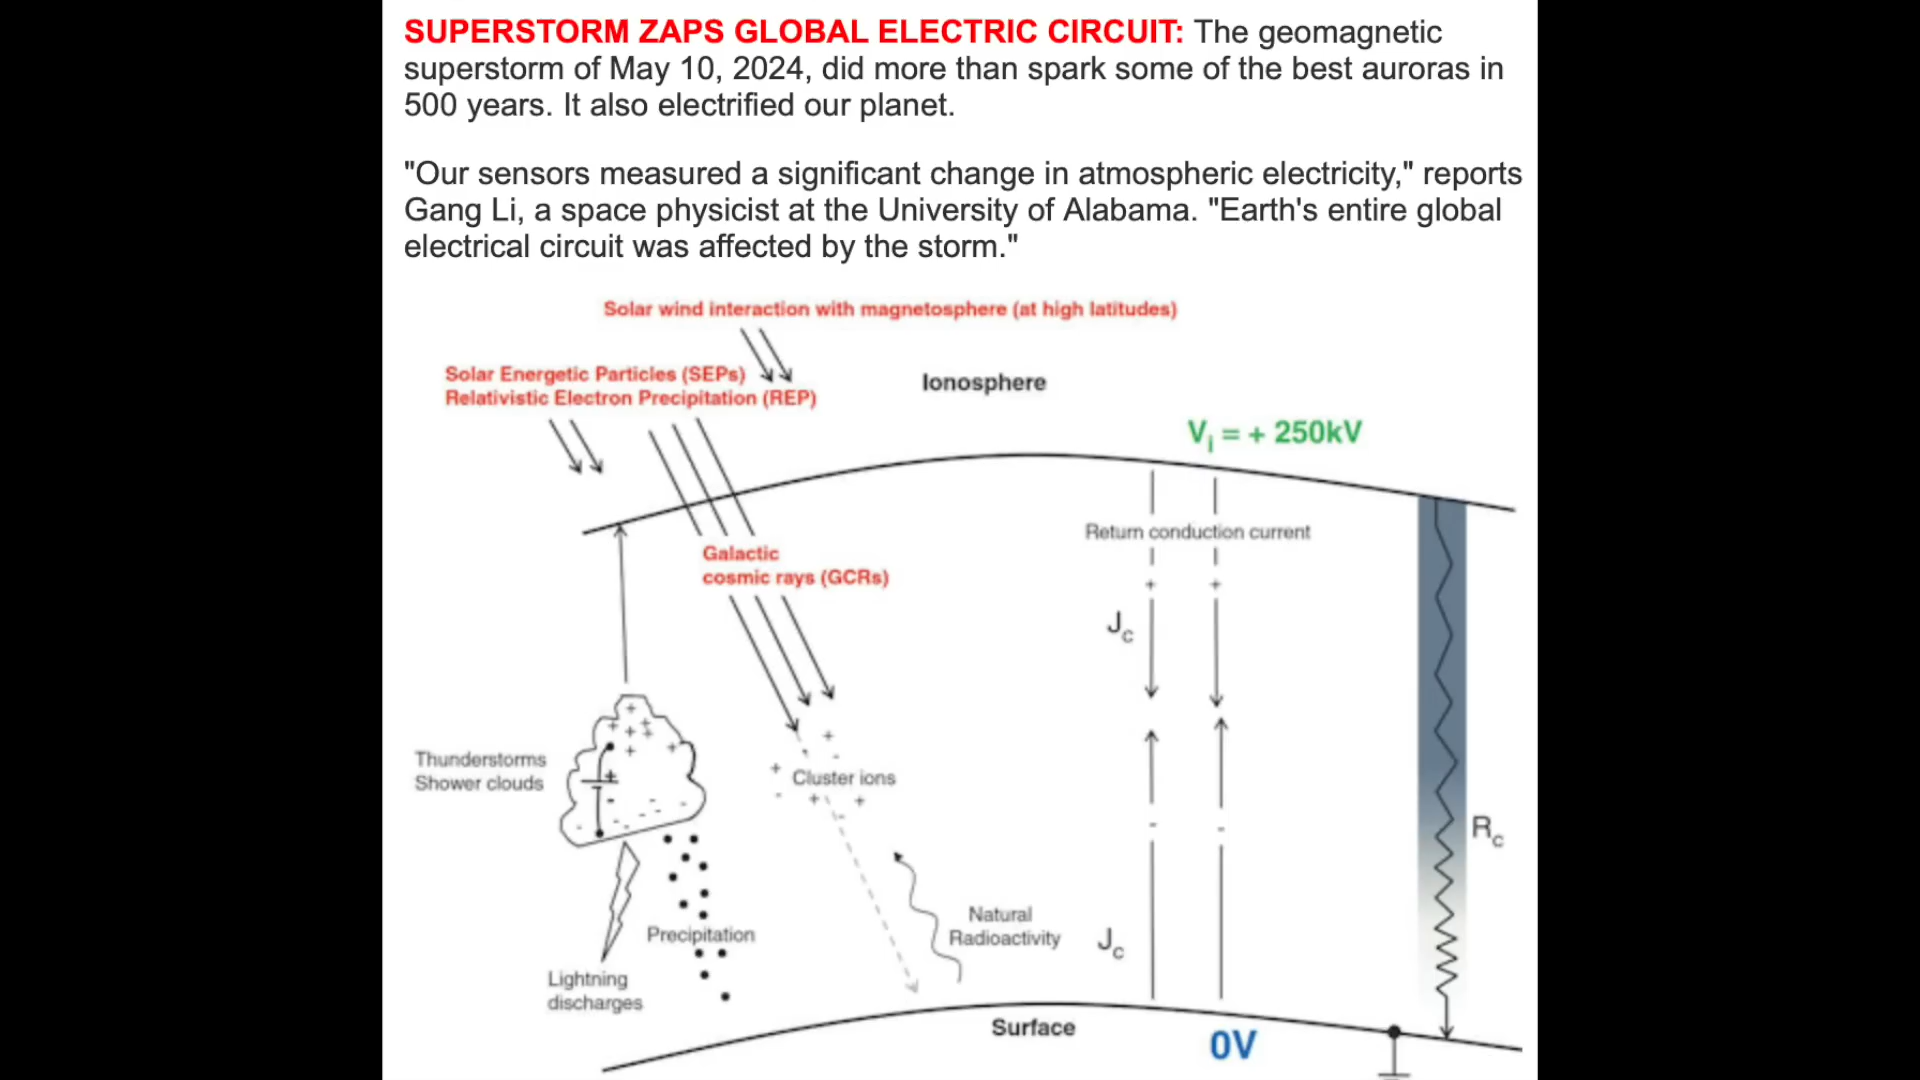 SUPERSTORM ZAPS GLOBAL ELECTRIC CIRCUIT: The geomagnetic
superstorm of May 10, 2024, did more than spark some of the best auroras in
500 years. It also electrified our planet.
"Our sensors measured a significant change in atmospheric electricity," reports
Gang Li, a space physicist at the University of Alabama. "Earth's entire global
electrical circuit was affected by the storm."
Solar wind interaction with magnetosphere (at high latitudes)
Solar Energetic Particles (SEPs)
Relativistic Electron Precipitation (REP)
Ionosphere
Vi = + 250kV
Return conduction current
Galactic
cosmic rays (GCRs)
Jc
Thunderstorms
Shower clouds
Cluster ions
Rc
Natural
Radioactivity
Jc
Precipitation
Lightning
discharges
Surface
0V